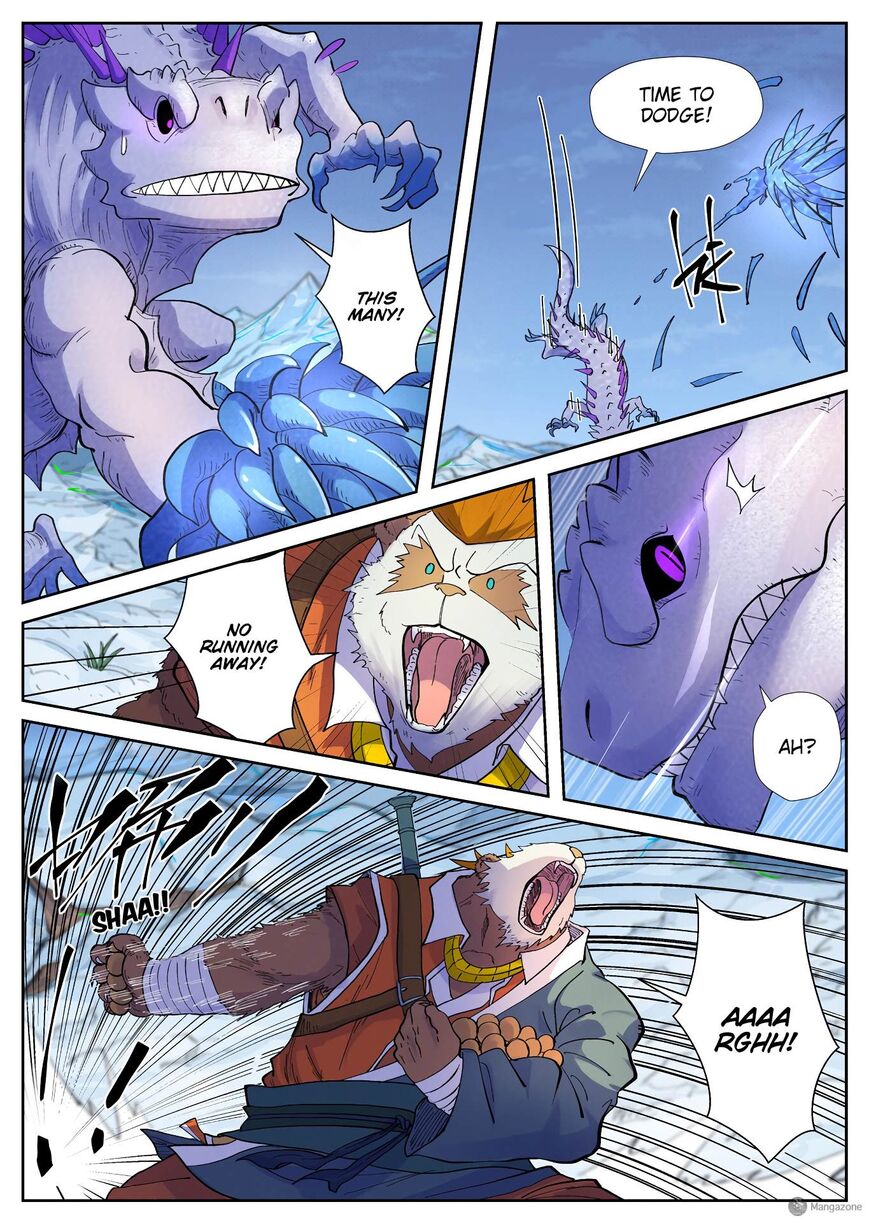 THIS
MANY!
TIME TO
DODGE!
NO
RUNNING
AWAY!
AH?
SHAA!!
AAAA
RGHH!
Mangazone